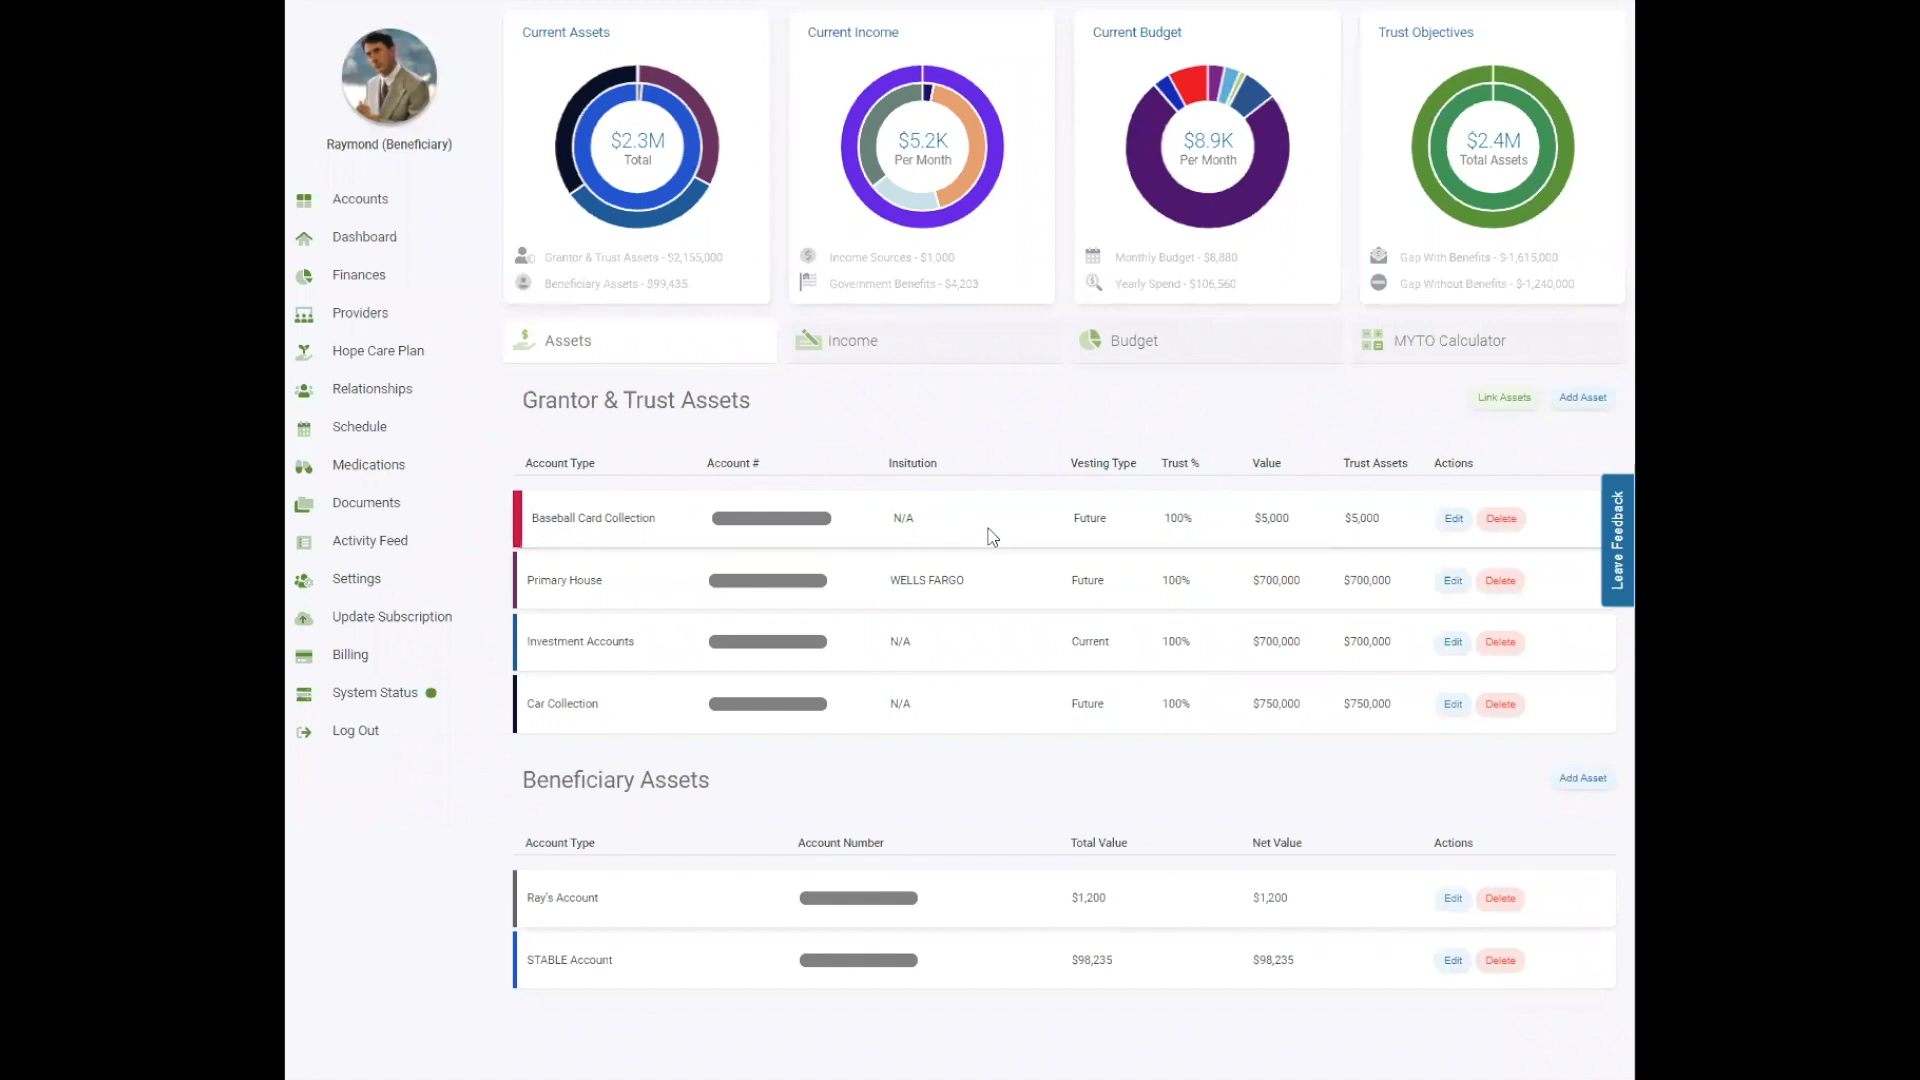 Raymond (Beneficiary)
Accounts
Dashboard
Finances
Providers
Hope Care Plan
Relationships
Schedule
Medications
Documents
Activity Feed
Settings
Update Subscription
Billing
System Status
Log Out
Current Assets
$2.3M
Total
Grantor & Trust Assets - $2,155,000
Beneficiary Assets - $99,435
Current Income
$5.2K
Per Month
Income Sources - $1,000
Government Benefits - $4,203
Current Budget
$8.9K
Per Month
Monthly Budget - $8,880
Yearly Spend - $106,560
Trust Objectives
$2.4M
Total Assets
Gap With Benefits - $-1,615,000
Gap Without Benefits - $-1,240,000
Assets Income Budget MYTO Calculator
Grantor & Trust Assets Link Assets Add Asset
Account Type Account # Insitution Vesting Type Trust % Value Trust Assets Actions
Baseball Card Collection N/A Future 100% $5,000 $5,000 Edit Delete
Primary House WELLS FARGO Future 100% $700,000 $700,000 Edit Delete
Investment Accounts N/A Current 100% $700,000 $700,000 Edit Delete
Car Collection N/A Future 100% $750,000 $750,000 Edit Delete
Beneficiary Assets Add Asset
Account Type Account Number Total Value Net Value Actions
Ray's Account $1,200 $1,200 Edit Delete
STABLE Account $98,235 $98,235 Edit Delete
Leave Feedback